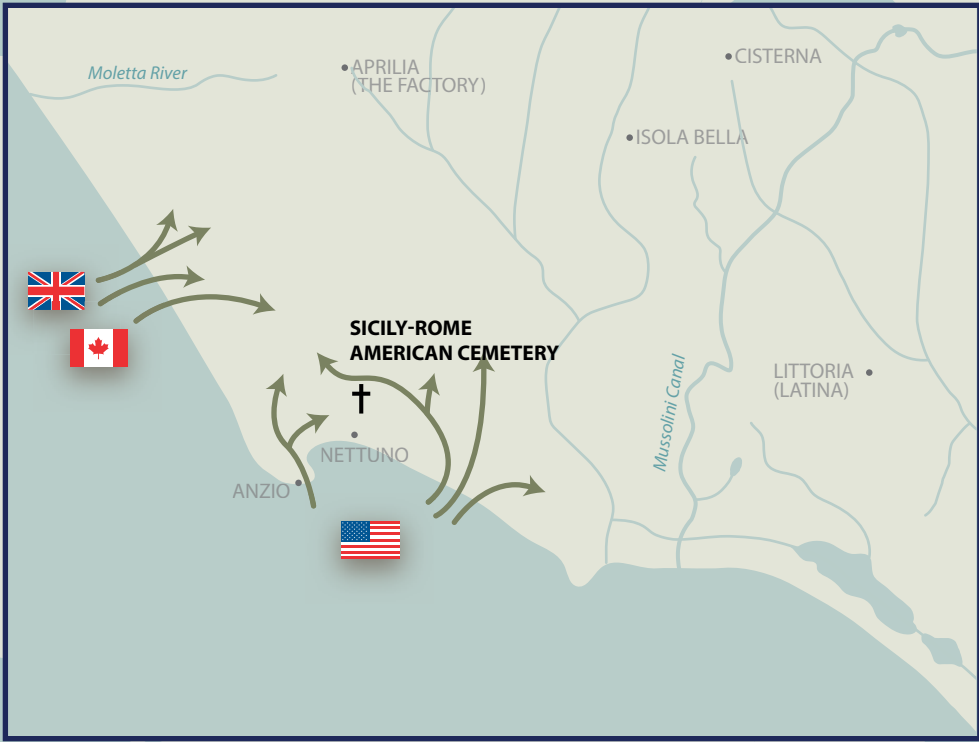 Moletta River
APRILIA
(THE FACTORY)
CISTERNA
ISOLA BELLA
SICILY-ROME
AMERICAN CEMETERY
Mussolini Canal
LITTORIA
(LATINA)
NETTUNO
ANZIO